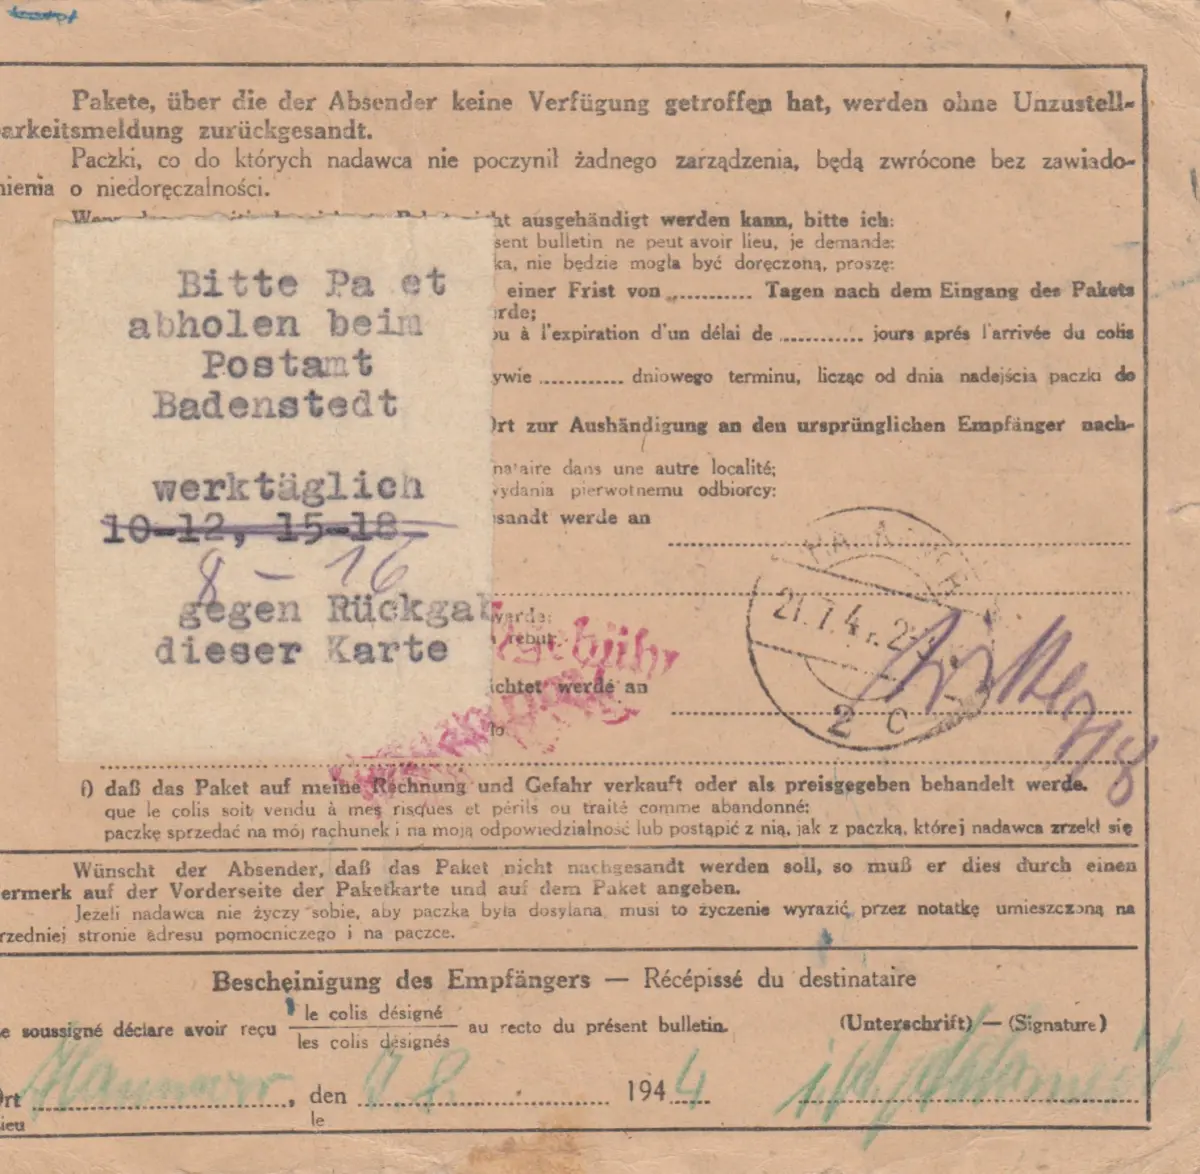 Pakete, über die der Absender keine Verfügung getroffen hat, werden ohne Unzustell-
arkeitsmeldung zurückgesandt.
Paczki, co do których nadawca nie poczynił żadnego zarządzenia, będą zwrócone bez zawiado-
nienia o niedoręczalności.
ht ausgehändigt werden kann, bitte ich:
sent bulletin ne peut avoir lieu, je demande:
ka, nie będzie mogla być doręczoną, proszę:
einer Frist von ............ Tagen nach dem Eingang des Pakets
rde;
ou à l'expiration d'un délai de ............ jours aprés l'arrivée du colis
ywie ............ dniowego terminu, licząc od dnia nadejścia paczki do
Ort zur Aushändigung an den ursprünglichen Empfänger nach-
nataire dans une autre localité;
wydania pierwotnemu odbiorcy:
sandt werde an
Bitte Pa et
abholen beim
Postamt
Badenstedt
werktäglich
10-12, 15-18
8 - 16
gegen Rückgab
dieser Karte
werde:
rebut
ichtet werde an
21.7.4
2 C
f) daß das Paket auf meine Rechnung und Gefahr verkauft oder als preisgegeben behandelt werde.
que le colis soit vendu à mes risques et périls ou traité comme abandonné;
paczkę sprzedać na mój rachunek i na moją odpowiedzialność lub postąpić z nią, jak z paczką, której nadawca zrzekł się
Wünscht der Absender, daß das Paket nicht nachgesandt werden soll, so muß er dies durch einen
ermerk auf der Vorderseite der Paketkarte und auf dem Paket angeben.
Jeżeli nadawca nie życzy sobie, aby paczka była dosylana, musi to życzenie wyrazić, przez notatkę umieszczoną na
rzedniej stronie adresu pomocniczego i na paczce.
Bescheinigung des Empfängers — Récépissé du destinataire
e soussigné déclare avoir reçu le colis désigné au recto du présent bulletin.
les colis désignés
(Unterschrift) — (Signature)
Ort Hannover, den 9.8. 1944
ieu le